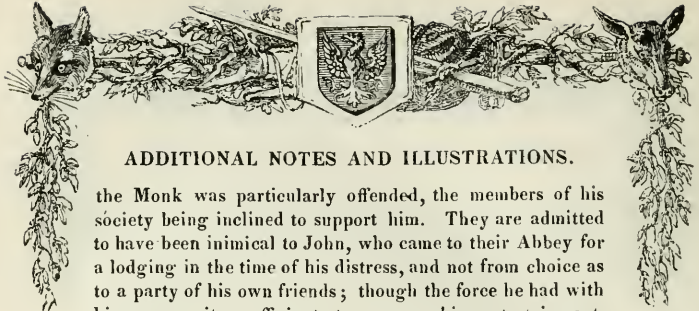 ADDITIONAL NOTES AND ILLUSTRATIONS.
the Monk was particularly offended, the members of his
society being inclined to support him. They are admitted
to have been inimical to John, who came to their Abbey for
a lodging in the time of his distress, and not from choice as
to a party of his own friends; though the force he had with